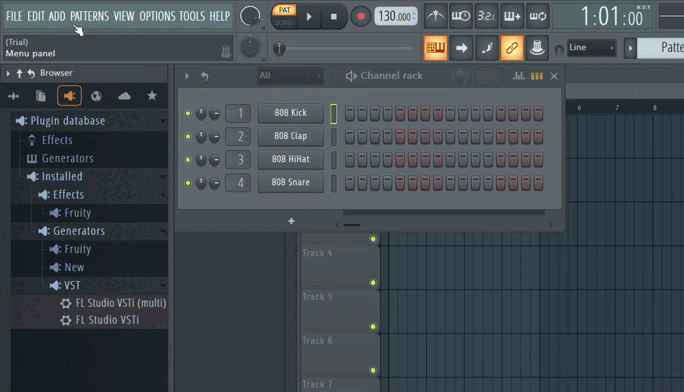 FILE EDIT ADD PATTERNS VIEW OPTIONS TOOLS HELP
PAT
SONG
130.000
3.2.
1:01:00
B:S:T
(Trial)
Menu panel
Line
Patte
Browser
All
Channel rack
Plugin database
Effects
Generators
Installed
Effects
Fruity
Generators
Fruity
New
VST
FL Studio VSTi (multi)
FL Studio VSTi
1 808 Kick
2 808 Clap
3 808 HiHat
4 808 Snare
+
6 7 8
Track 4
Track 5
Track 6
Track 7